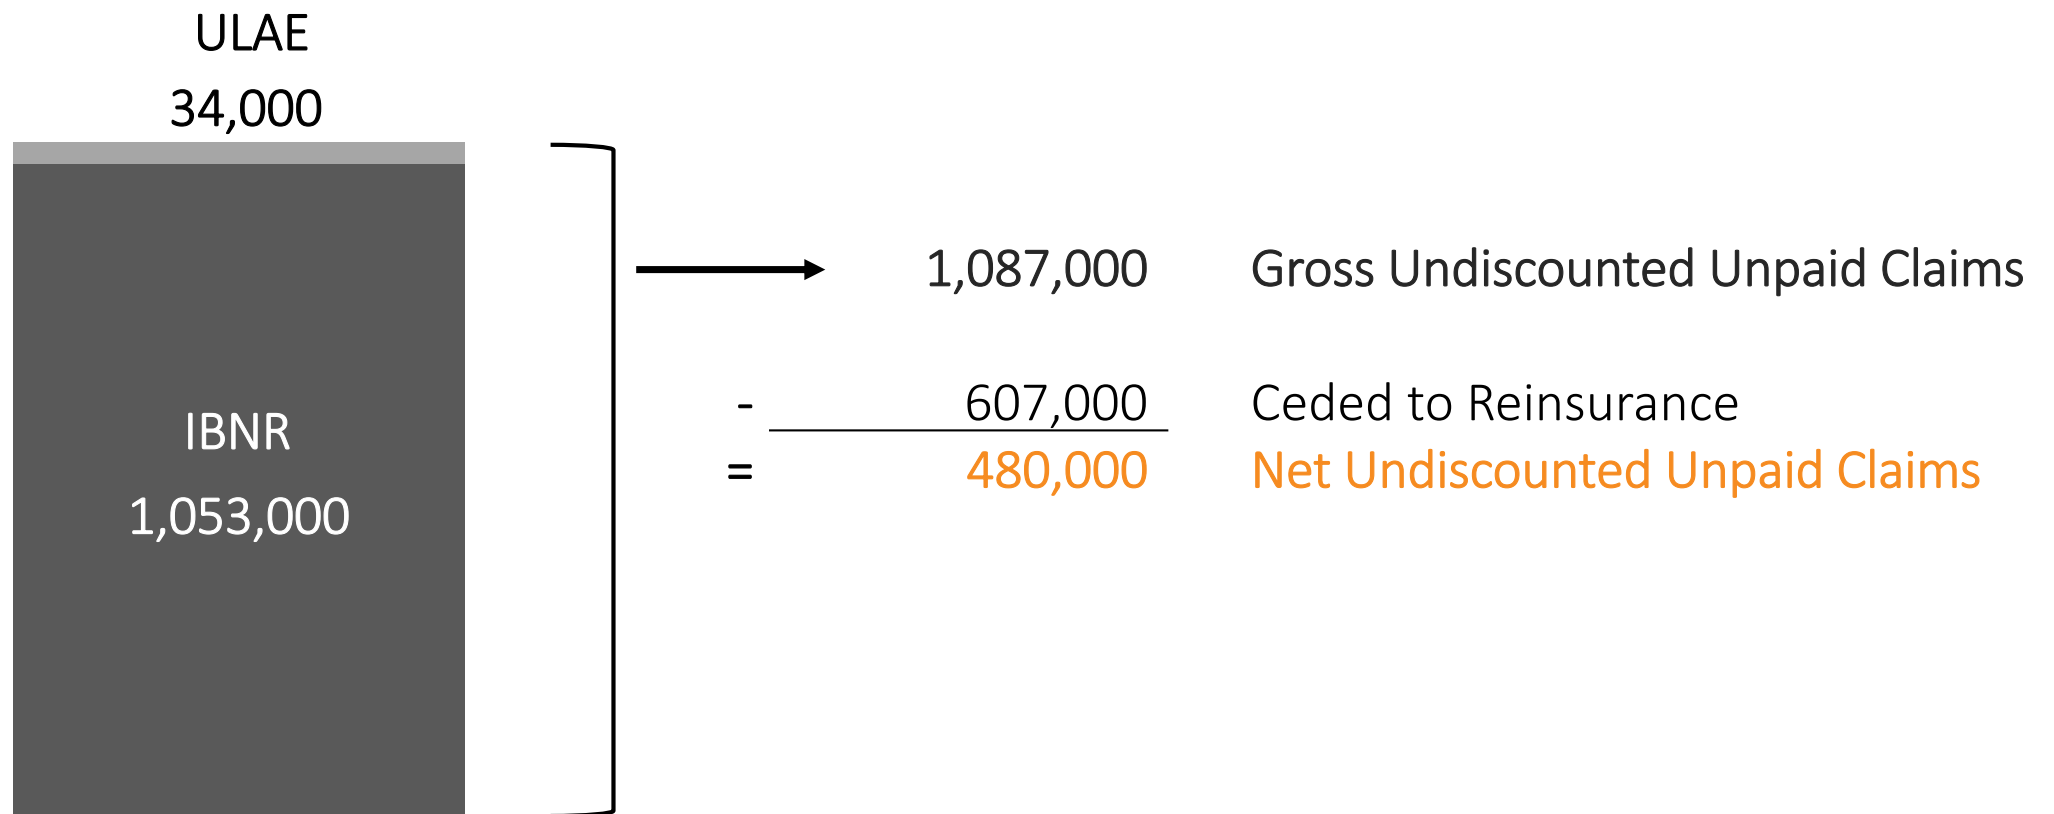 ULAE
34,000
IBNR
1,053,000
1,087,000 Gross Undiscounted Unpaid Claims
- 607,000 Ceded to Reinsurance
= 480,000 Net Undiscounted Unpaid Claims